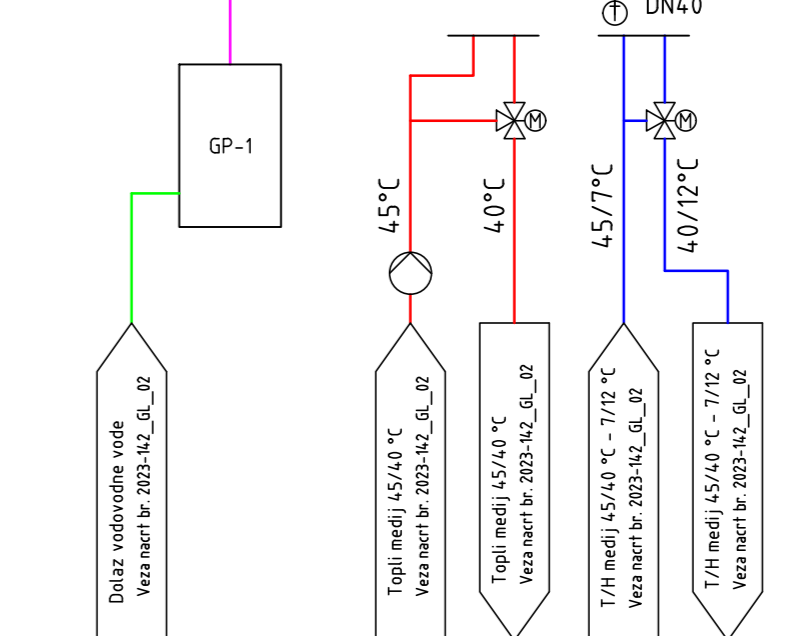 T
DN40
GP-1
M
M
45°C
40°C
45/7°C
40/12°C
Dolaz vodovodne vode
Veza nacrt br. 2023-142_GL_02
Topli medij 45/40 °C
Veza nacrt br. 2023-142_GL_02
Topli medij 45/40 °C
Veza nacrt br. 2023-142_GL_02
T/H medij 45/40 °C - 7/12 °C
Veza nacrt br. 2023-142_GL_02
T/H medij 45/40 °C - 7/12 °C
Veza nacrt br. 2023-142_GL_02